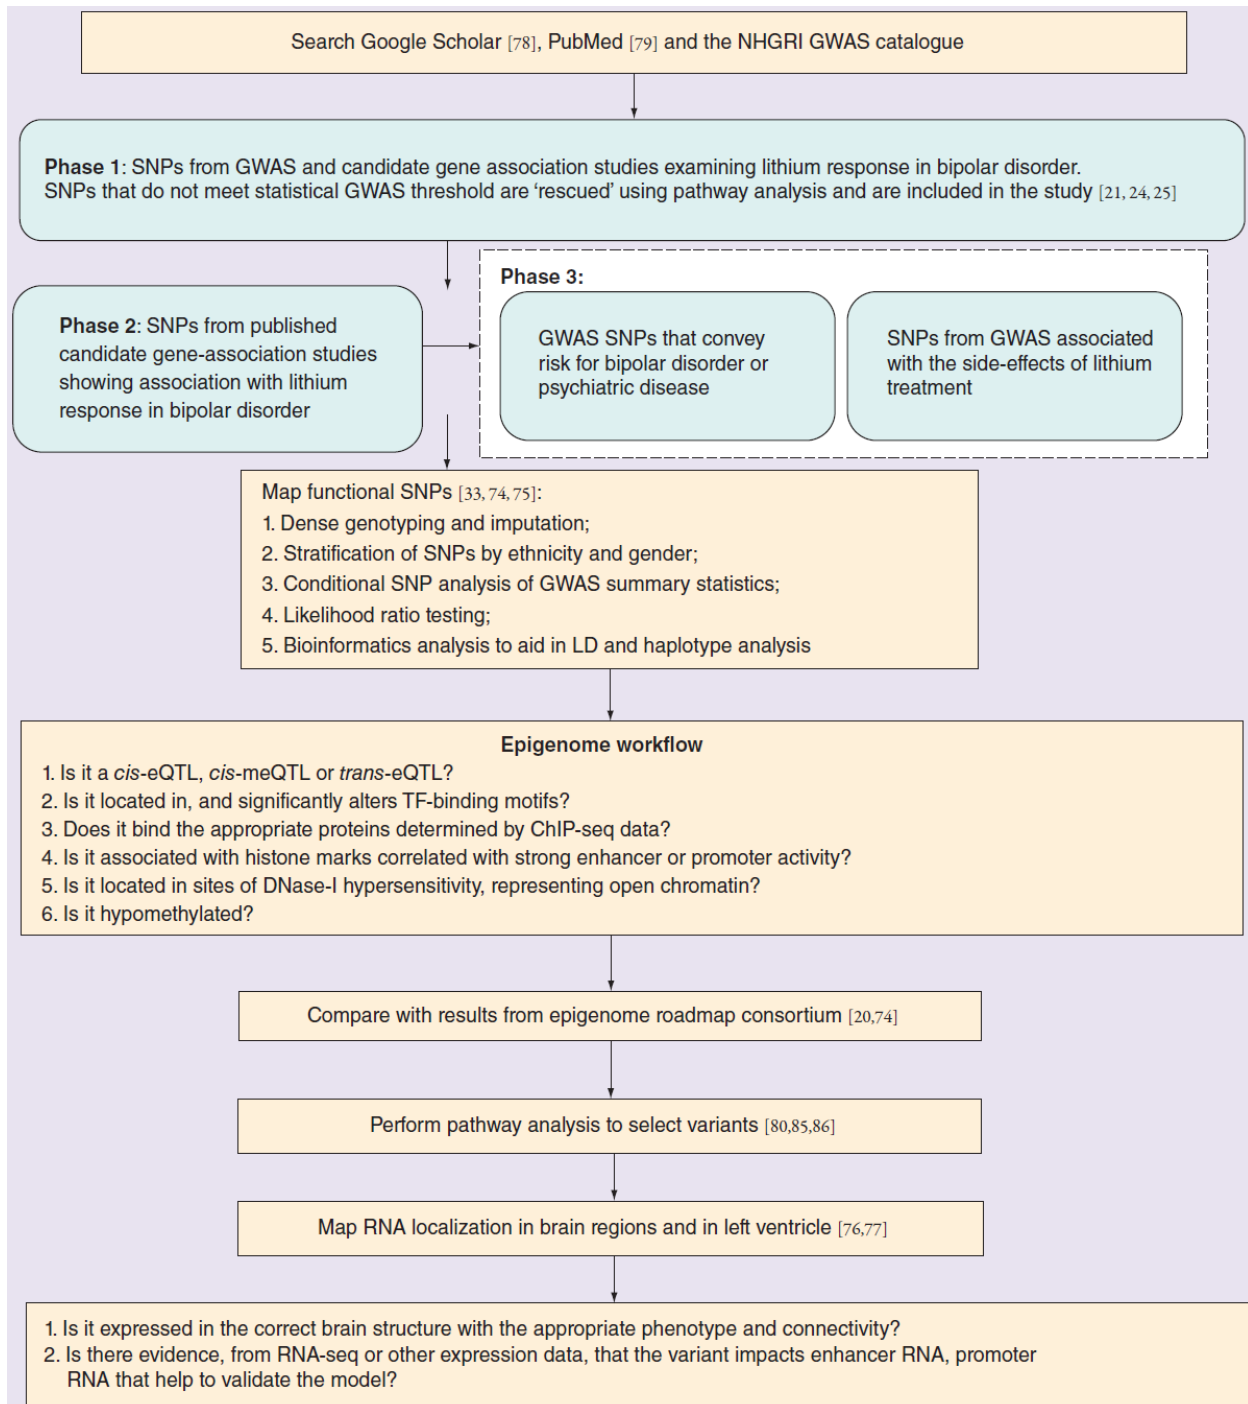 Search Google Scholar [78], PubMed [79] and the NHGRI GWAS catalogue
Phase 1: SNPs from GWAS and candidate gene association studies examining lithium response in bipolar disorder.
SNPs that do not meet statistical GWAS threshold are ‘rescued’ using pathway analysis and are included in the study [21, 24, 25]
Phase 2: SNPs from published
candidate gene-association studies
showing association with lithium
response in bipolar disorder
Phase 3:
GWAS SNPs that convey
risk for bipolar disorder or
psychiatric disease
SNPs from GWAS associated
with the side-effects of lithium
treatment
Map functional SNPs [33, 74, 75]:
1. Dense genotyping and imputation;
2. Stratification of SNPs by ethnicity and gender;
3. Conditional SNP analysis of GWAS summary statistics;
4. Likelihood ratio testing;
5. Bioinformatics analysis to aid in LD and haplotype analysis
Epigenome workflow
1. Is it a cis-eQTL, cis-meQTL or trans-eQTL?
2. Is it located in, and significantly alters TF-binding motifs?
3. Does it bind the appropriate proteins determined by ChIP-seq data?
4. Is it associated with histone marks correlated with strong enhancer or promoter activity?
5. Is it located in sites of DNase-I hypersensitivity, representing open chromatin?
6. Is it hypomethylated?
Compare with results from epigenome roadmap consortium [20,74]
Perform pathway analysis to select variants [80,85,86]
Map RNA localization in brain regions and in left ventricle [76,77]
1. Is it expressed in the correct brain structure with the appropriate phenotype and connectivity?
2. Is there evidence, from RNA-seq or other expression data, that the variant impacts enhancer RNA, promoter
RNA that help to validate the model?